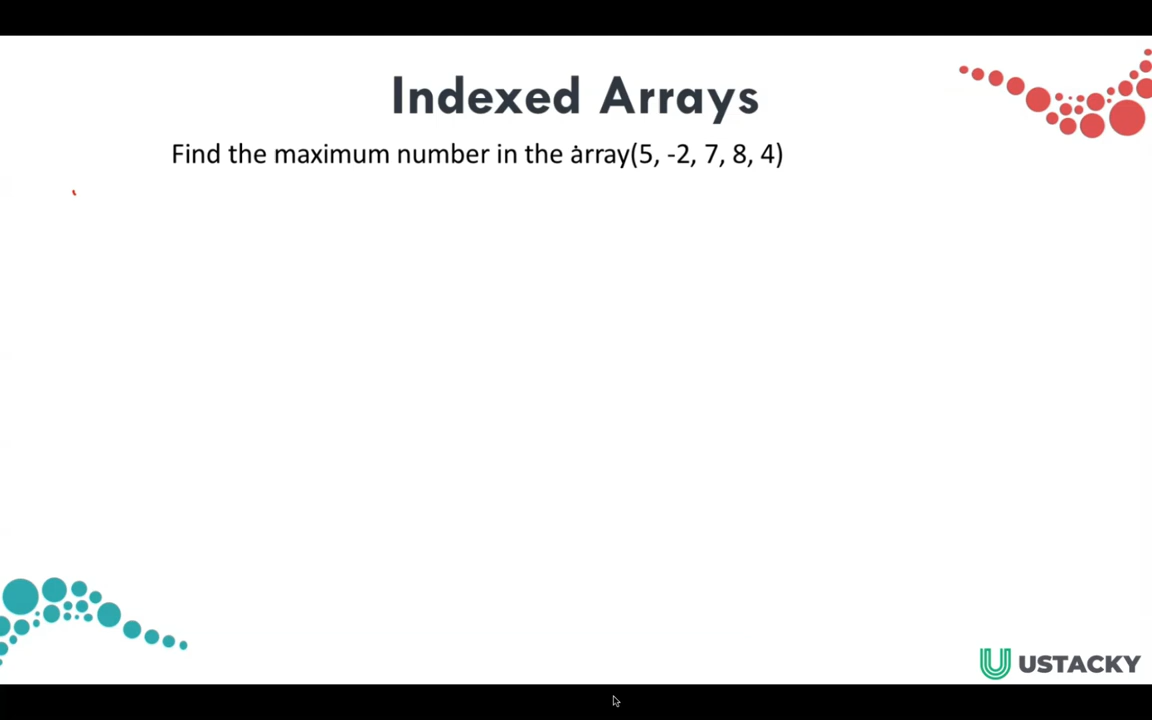 Indexed Arrays
Find the maximum number in the array(5, -2, 7, 8, 4)
USTACKY